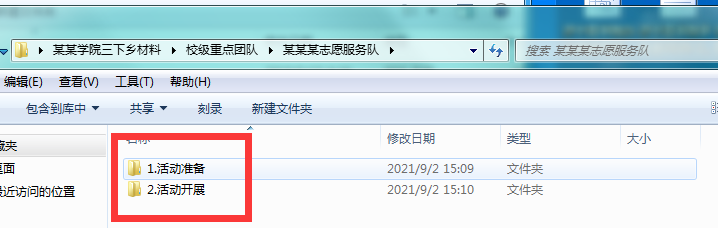 某某学院三下乡材料 ▸ 校级重点团队 ▸ 某某某志愿服务队 ▸ 搜索 某某某志愿服务队
编辑(E) 查看(V) 工具(T) 帮助(H)
包含到库中 共享 刻录 新建文件夹
名称 修改日期 类型 大小
藏夹
1.活动准备 2021/9/2 15:09 文件夹
桌面
2.活动开展 2021/9/2 15:10 文件夹
最近访问的位置